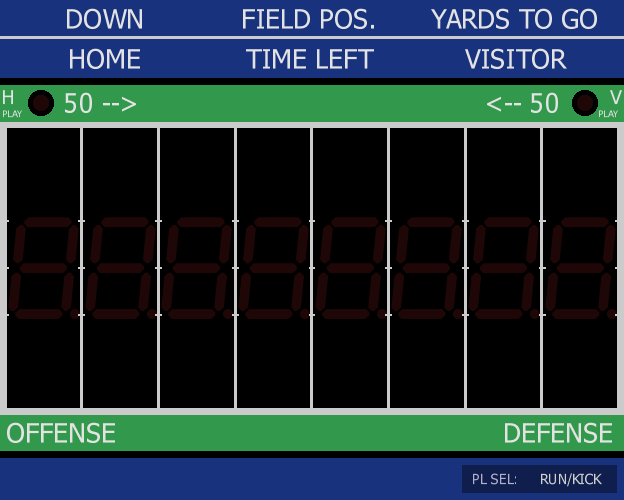 DOWN FIELD POS. YARDS TO GO
HOME TIME LEFT VISITOR
H 50 --> <-- 50 V
PLAY PLAY
OFFENSE DEFENSE
PL SEL: RUN/KICK